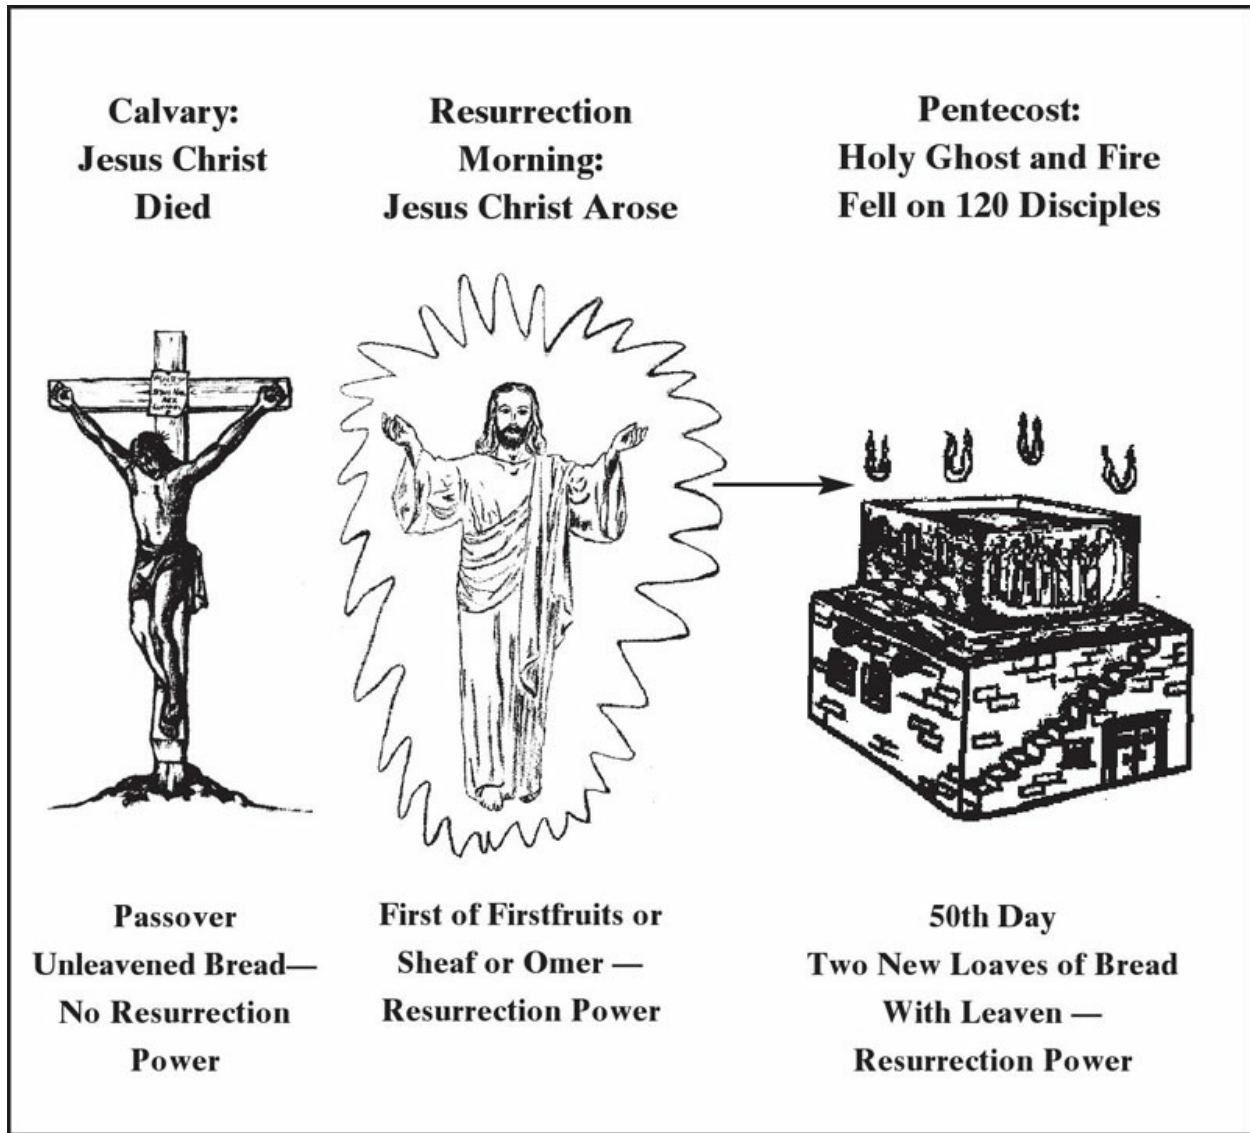 Calvary:
Jesus Christ
Died
Resurrection
Morning:
Jesus Christ Arose
Pentecost:
Holy Ghost and Fire
Fell on 120 Disciples
Passover
Unleavened Bread—
No Resurrection
Power
First of Firstfruits or
Sheaf or Omer —
Resurrection Power
50th Day
Two New Loaves of Bread
With Leaven —
Resurrection Power